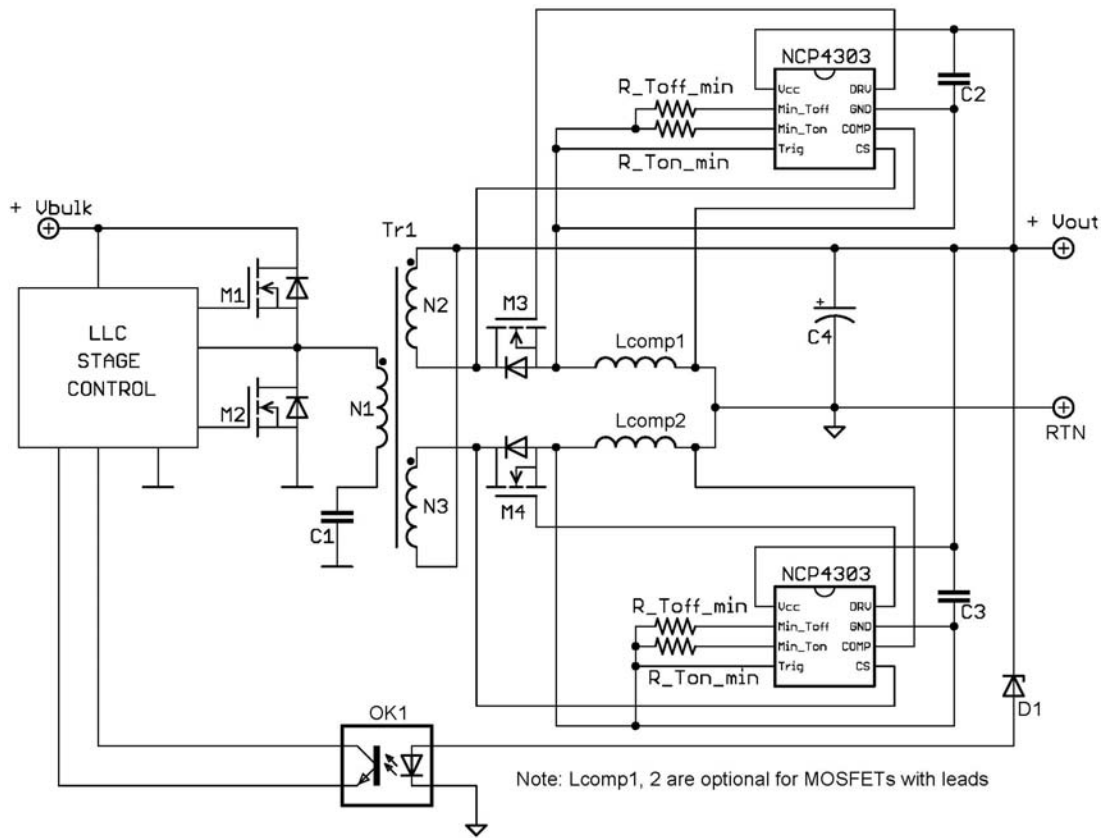 NCP4303
R_Toff_min
Vcc
DRV
C2
Min_Toff
GND
Min_Ton
COMP
Trig
CS
R_Ton_min
+ Vbulk
Tr1
+ Vout
M1
N2
M3
LLC
STAGE
CONTROL
Lcomp1
+
C4
M2
N1
Lcomp2
RTN
N3
M4
C1
NCP4303
R_Toff_min
Vcc
DRV
C3
Min_Toff
GND
Min_Ton
COMP
Trig
CS
R_Ton_min
D1
OK1
Note: Lcomp1, 2 are optional for MOSFETs with leads